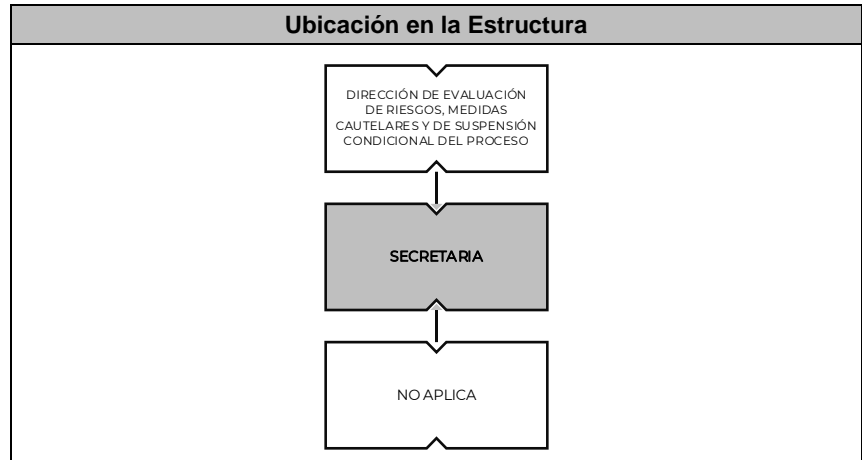 Ubicación en la Estructura
DIRECCIÓN DE EVALUACIÓN
DE RIESGOS, MEDIDAS
CAUTELARES Y DE SUSPENSIÓN
CONDICIONAL DEL PROCESO
SECRETARIA
NO APLICA